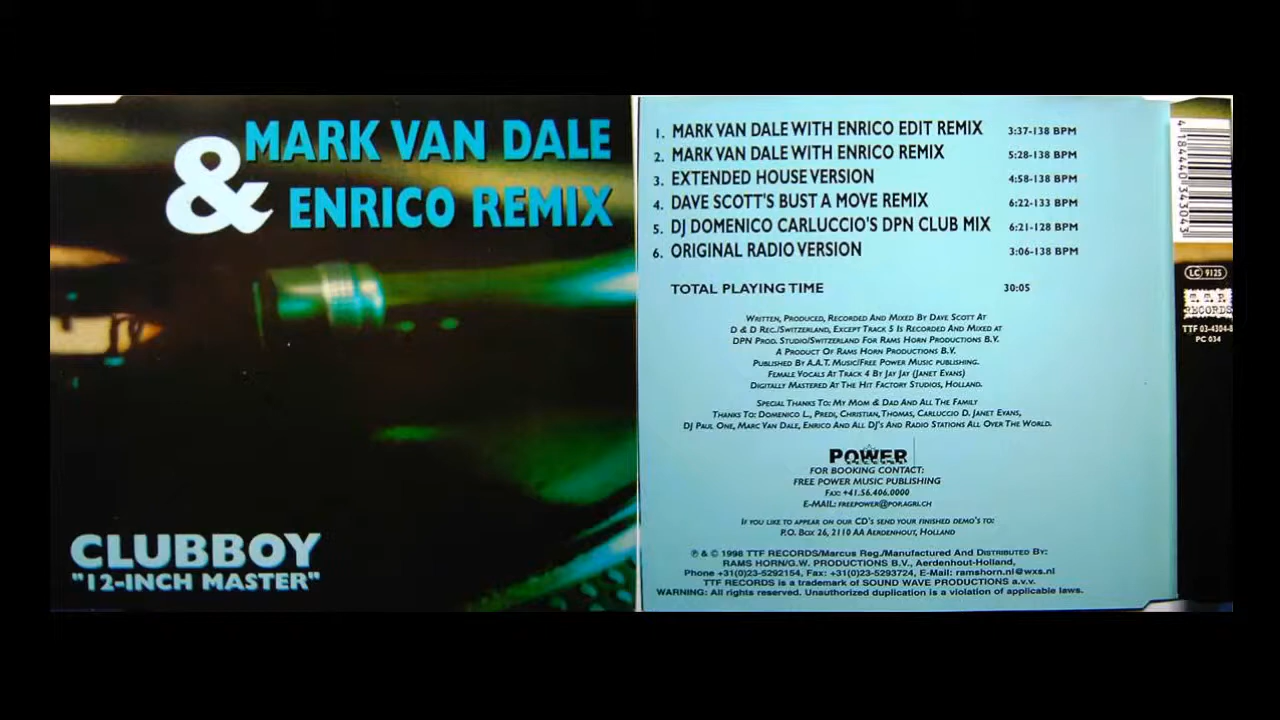 MARK VAN DALE
& ENRICO REMIX
CLUBBOY
"12-INCH MASTER"
1. MARK VAN DALE WITH ENRICO EDIT REMIX 3:37-138 BPM
2. MARK VAN DALE WITH ENRICO REMIX 5:28-138 BPM
3. EXTENDED HOUSE VERSION 4:58-138 BPM
4. DAVE SCOTT'S BUST A MOVE REMIX 6:22-133 BPM
5. DJ DOMENICO CARLUCCIO'S DPN CLUB MIX 6:21-128 BPM
6. ORIGINAL RADIO VERSION 3:06-138 BPM
TOTAL PLAYING TIME 30:05
WRITTEN, PRODUCED, RECORDED AND MIXED BY DAVE SCOTT AT
D & D REC./SWITZERLAND, EXCEPT TRACK 5 IS RECORDED AND MIXED AT
DPN PROD. STUDIO/SWITZERLAND FOR RAMS HORN PRODUCTIONS B.V.
A PRODUCT OF RAMS HORN PRODUCTIONS B.V.
PUBLISHED BY A.A.T. MUSIC/FREE POWER MUSIC PUBLISHING.
FEMALE VOCALS AT TRACK 4 BY JAY JAY (JANET EVANS)
DIGITALLY MASTERED AT THE HIT FACTORY STUDIOS, HOLLAND.
SPECIAL THANKS TO: MY MOM & DAD AND ALL THE FAMILY
THANKS TO: DOMENICO L., PREDI, CHRISTIAN, THOMAS, CARLUCCIO D. JANET EVANS,
DJ PAUL ONE, MARC VAN DALE, ENRICO AND ALL DJ'S AND RADIO STATIONS ALL OVER THE WORLD.
POWER
FOR BOOKING CONTACT:
FREE POWER MUSIC PUBLISHING
FAX: +41.56.406.0000
E-MAIL: FREEPOWER@POP.AGRI.CH
IF YOU LIKE TO APPEAR ON OUR CD'S SEND YOUR FINISHED DEMO'S TO:
P.O. BOX 26, 2110 AA AERDENHOUT, HOLLAND
℗ & © 1998 TTF RECORDS/Marcus Reg./Manufactured And Distributed By:
RAMS HORN/G.W. PRODUCTIONS B.V., Aerdenhout-Holland,
Phone +31(0)23-5292154, Fax: +31(0)23-5293724, E-Mail: ramshorn.nl@wxs.nl
TTF RECORDS is a trademark of SOUND WAVE PRODUCTIONS a.v.v.
WARNING: All rights reserved. Unauthorized duplication is a violation of applicable laws.
4 184440 343043
LC 9125
T.T.F.
RECORDS
TTF 03-4304-8
PC 034